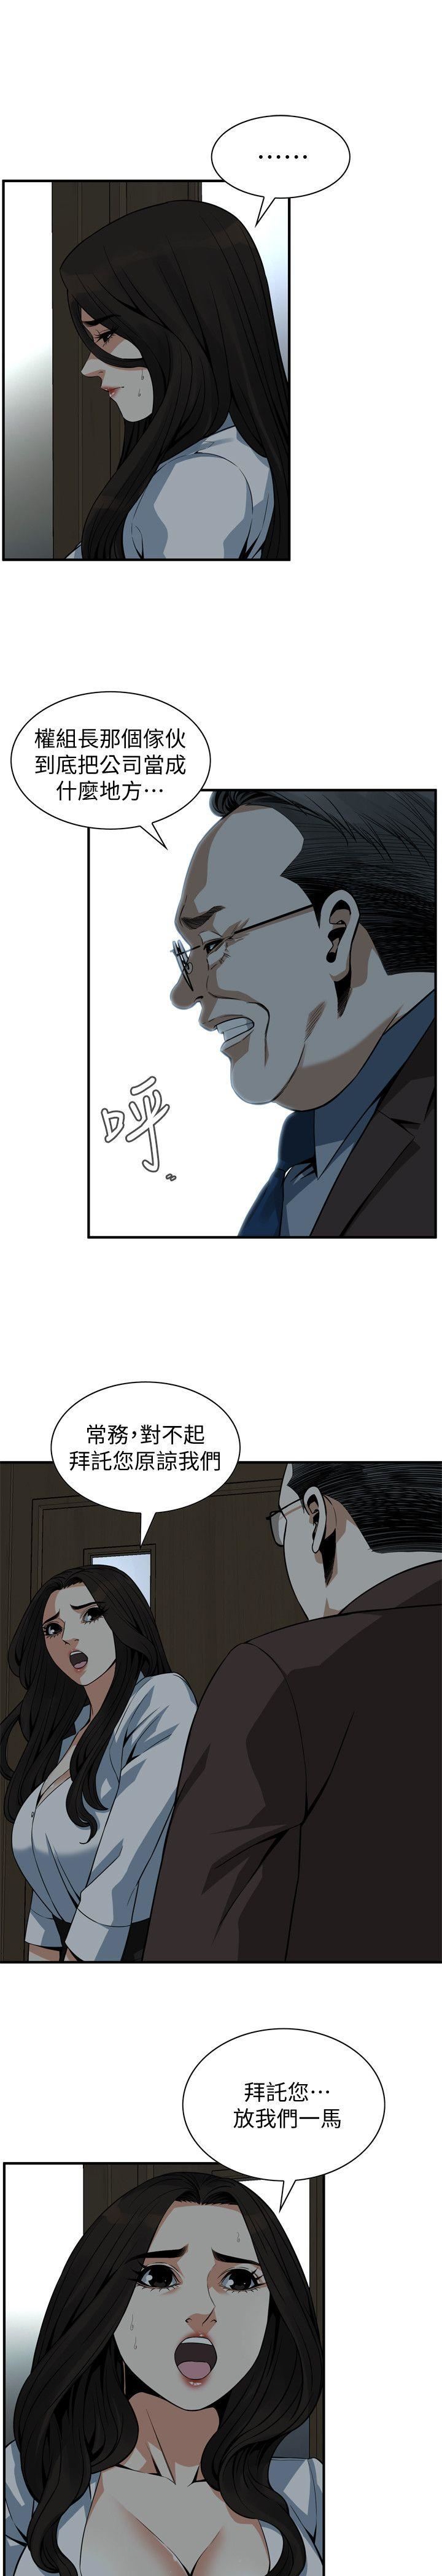 ……
權組長那個傢伙
到底把公司當成
什麼地方…
呼
常務,對不起
拜託您原諒我們
拜託您…
放我們一馬